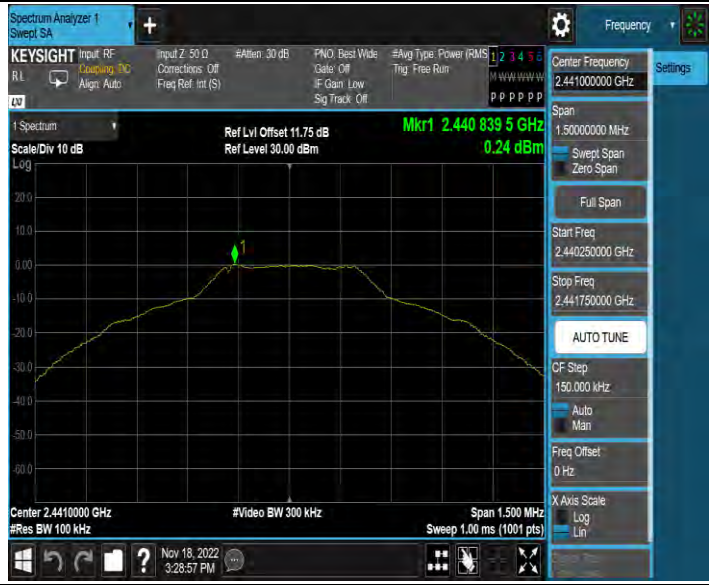 Spectrum Analyzer 1
Swept SA
+
Frequency
KEYSIGHT
Input: RF
Input Z: 50 Ω
#Atten: 30 dB
PNO: Best Wide
#Avg Type: Power (RMS
1 2 3 4 5 6
R L
Coupling: DC
Corrections: Off
Gate: Off
Trig: Free Run
M W W W W W
Align: Auto
Freq Ref: Int (S)
IF Gain: Low
Sig Track: Off
P P P P P P
LXI
1 Spectrum
Scale/Div 10 dB
Ref Lvl Offset 11.75 dB
Ref Level 30.00 dBm
Mkr1 2.440 839 5 GHz
0.24 dBm
Log
20.0
10.0
0.00
-10.0
-20.0
-30.0
-40.0
-50.0
-60.0
1
Center 2.4410000 GHz
#Res BW 100 kHz
#Video BW 300 kHz
Span 1.500 MHz
Sweep 1.00 ms (1001 pts)
Center Frequency
2.441000000 GHz
Settings
Span
1.50000000 MHz
Swept Span
Zero Span
Full Span
Start Freq
2.440250000 GHz
Stop Freq
2.441750000 GHz
AUTO TUNE
CF Step
150.000 kHz
Auto
Man
Freq Offset
0 Hz
X Axis Scale
Log
Lin
?
Nov 18, 2022
3:28:57 PM